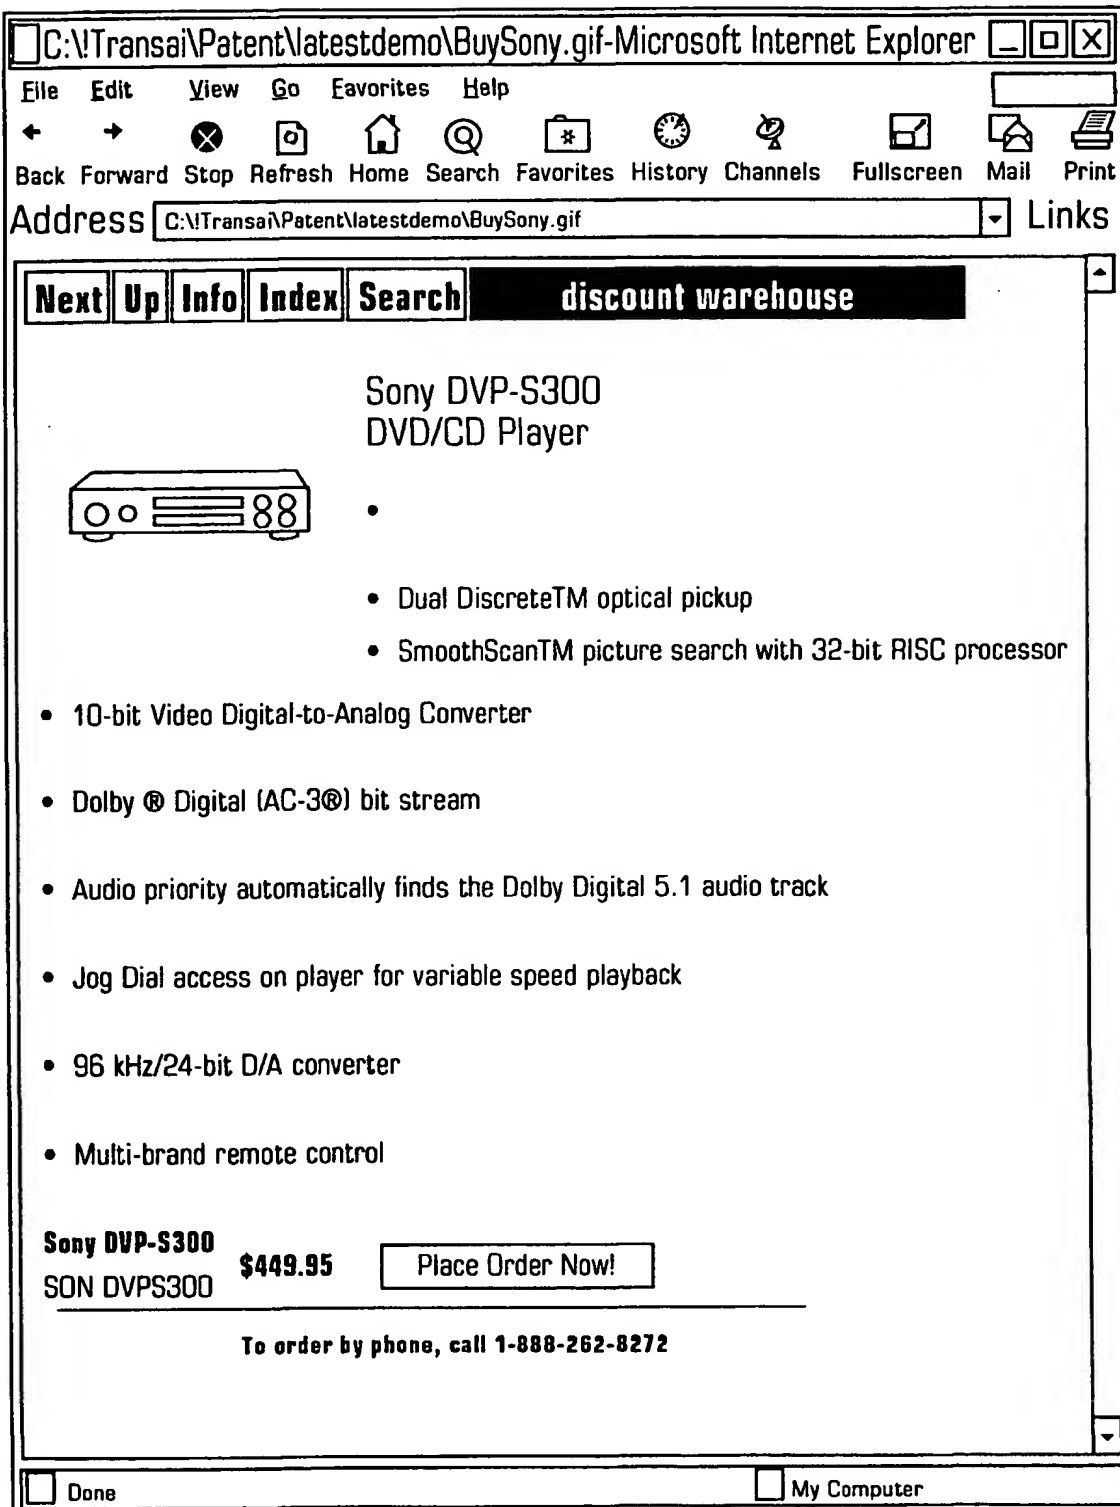 C:\!Transai\Patent\latestdemo\BuySony.gif-Microsoft Internet Explorer
File Edit View Go Favorites Help
Back Forward Stop Refresh Home Search Favorites History Channels Fullscreen Mail Print
Address C:\!Transai\Patent\latestdemo\BuySony.gif Links
Next Up Info Index Search discount warehouse
Sony DVP-S300
DVD/CD Player
•
• Dual DiscreteTM optical pickup
• SmoothScanTM picture search with 32-bit RISC processor
• 10-bit Video Digital-to-Analog Converter
• Dolby ® Digital (AC-3®) bit stream
• Audio priority automatically finds the Dolby Digital 5.1 audio track
• Jog Dial access on player for variable speed playback
• 96 kHz/24-bit D/A converter
• Multi-brand remote control
Sony DVP-S300
SON DVPS300
$449.95 Place Order Now!
To order by phone, call 1-888-262-8272
Done My Computer